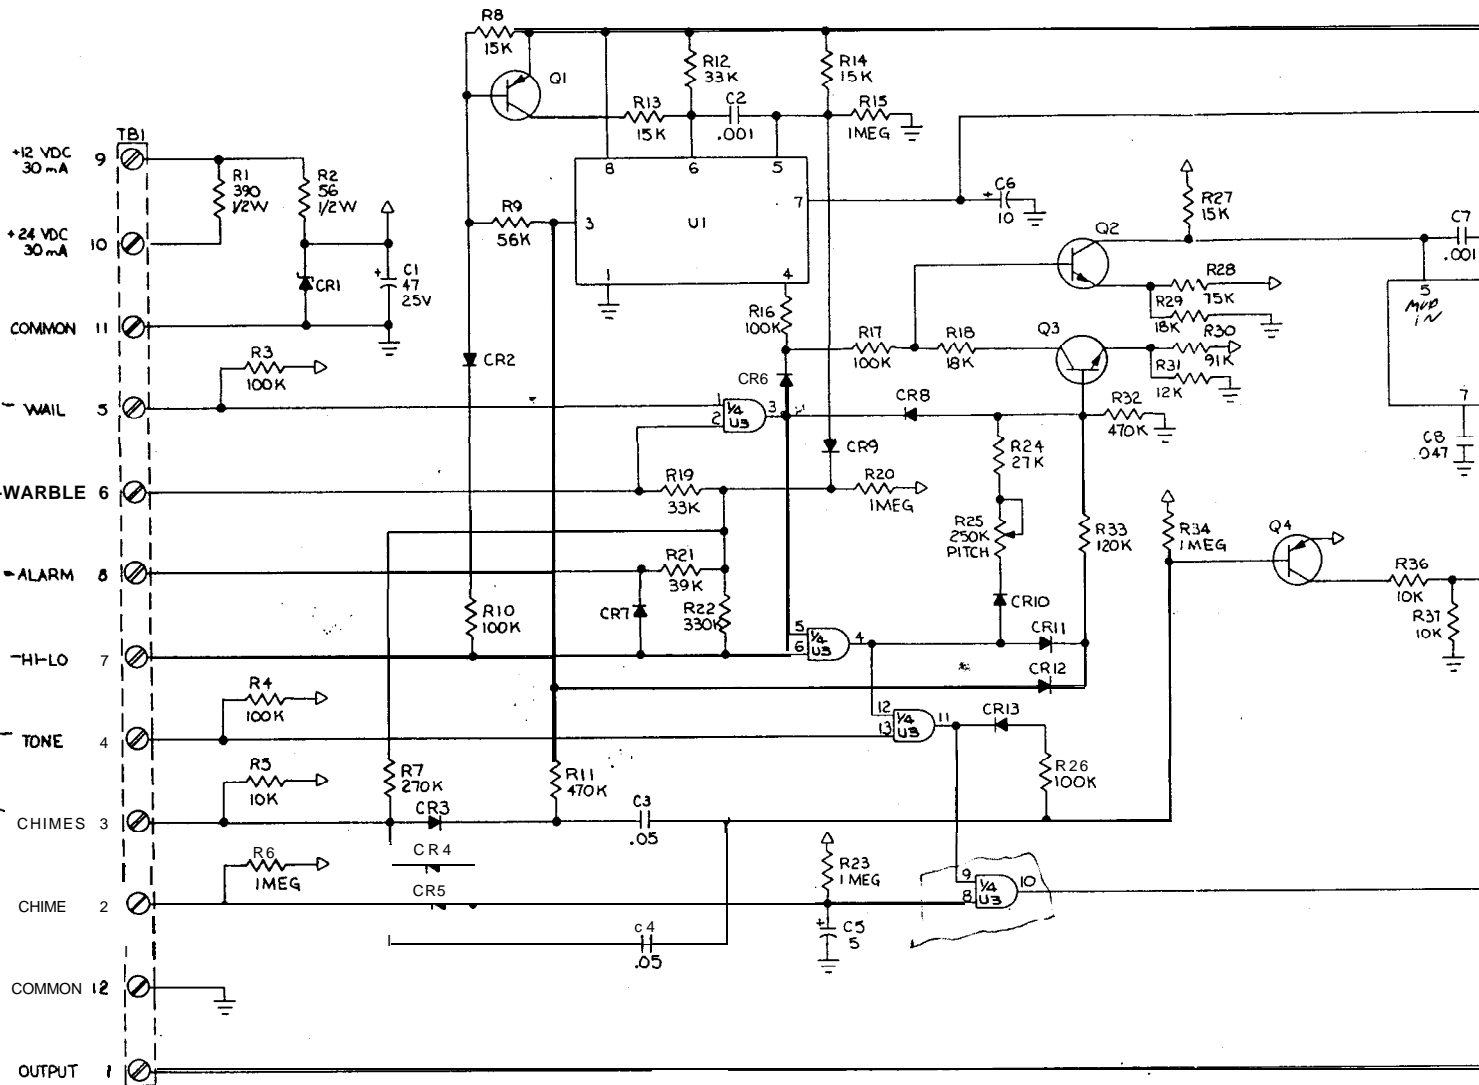 R8
15K
Q1
R12
33K
R14
15K
R13
15K
C2
.001
R15
1MEG
TB1
+12 VDC
30 mA
9
R1
390
1/2W
R2
56
1/2W
8
6
5
U1
7
3
1
4
R9
56K
+
C6
10
R27
15K
C7
.001
+24 VDC
30 mA
10
CR1
+
C1
47
25V
Q2
R28
75K
R29
18K
5
MVD
IN
COMMON 11
R3
100K
CR2
R16
100K
R17
100K
R18
18K
Q3
R30
91K
R31
12K
CR6
- WAIL 5
1
2
1/4
U3
3
CR8
R32
470K
7
C8
.047
R24
27K
CR9
-WARBLE 6
R19
33K
R20
1MEG
R25
250K
PITCH
R33
120K
R34
1MEG
Q4
-ALARM 8
R21
39K
R36
10K
CR7
R22
330K
CR10
R37
10K
R10
100K
5
6
1/4
U3
4
CR11
-HI-LO 7
CR12
R4
100K
- TONE 4
12
13
1/4
U3
11
CR13
R5
10K
R7
270K
R11
470K
R26
100K
CHIMES 3
CR3
C3
.05
CR4
R6
1MEG
CR5
R23
1MEG
9
8
1/4
U3
10
CHIME 2
+
C5
5
c4
.05
COMMON 12
OUTPUT 1